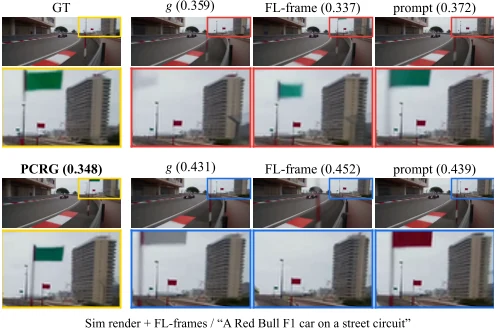 GT g (0.359) FL-frame (0.337) prompt (0.372)
PCRG (0.348) g (0.431) FL-frame (0.452) prompt (0.439)
Sim render + FL-frames / “A Red Bull F1 car on a street circuit”